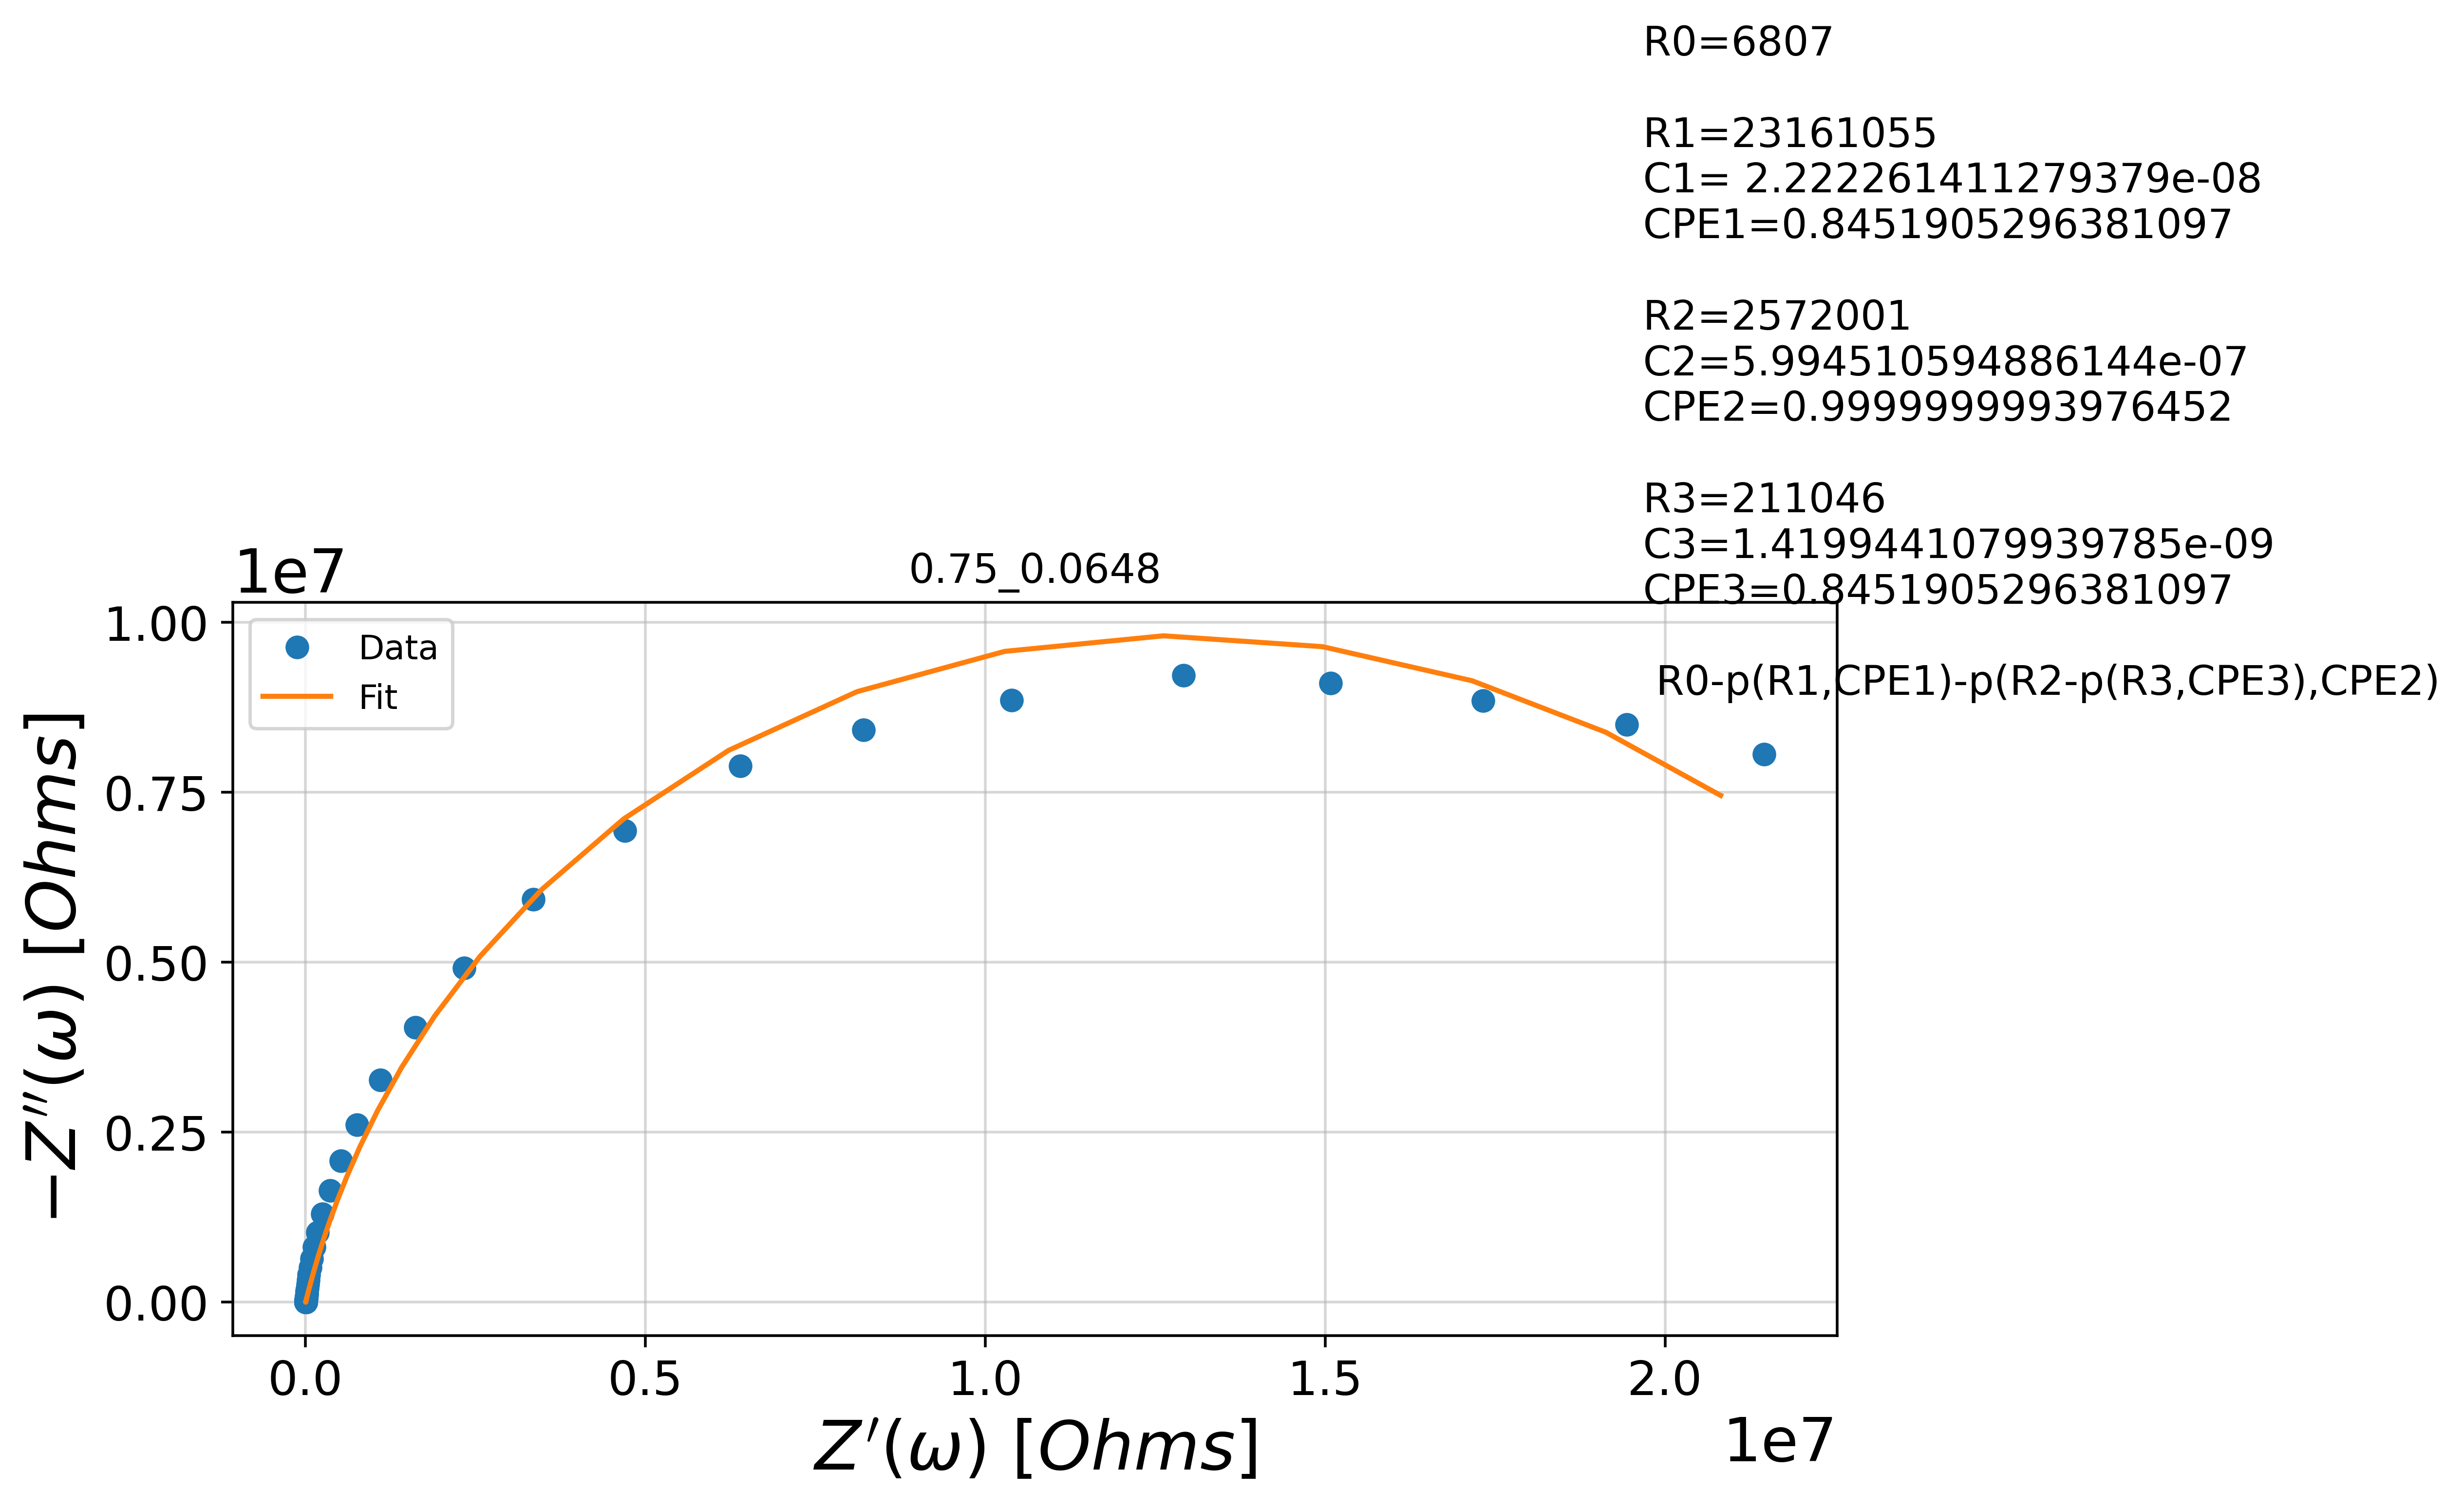 R0=6807
R1=23161055
C1= 2.2222261411279379e-08
CPE1=0.8451905296381097
R2=2572001
C2=5.994510594886144e-07
CPE2=0.9999999993976452
R3=211046
C3=1.4199441079939785e-09
CPE3=0.8451905296381097
R0-p(R1,CPE1)-p(R2-p(R3,CPE3),CPE2)
0.75_0.0648
1e7
Data
Fit
1.00
0.75
0.50
0.25
0.00
−Z″(ω) [Ohms]
0.0 0.5 1.0 1.5 2.0
1e7
Z′(ω) [Ohms]